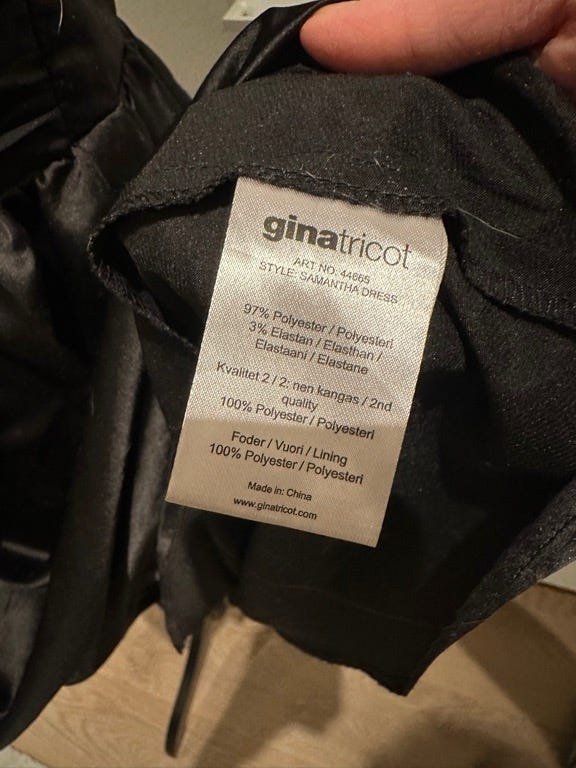 ginatricot
ART NO. 44665
STYLE: SAMANTHA DRESS
97% Polyester / Polyesteri
3% Elastan / Elasthan /
Elastaani / Elastane
Kvalitet 2 / 2: nen kangas / 2nd
quality
100% Polyester / Polyesteri
Foder / Vuori / Lining
100% Polyester / Polyesteri
Made in: China
www.ginatricot.com